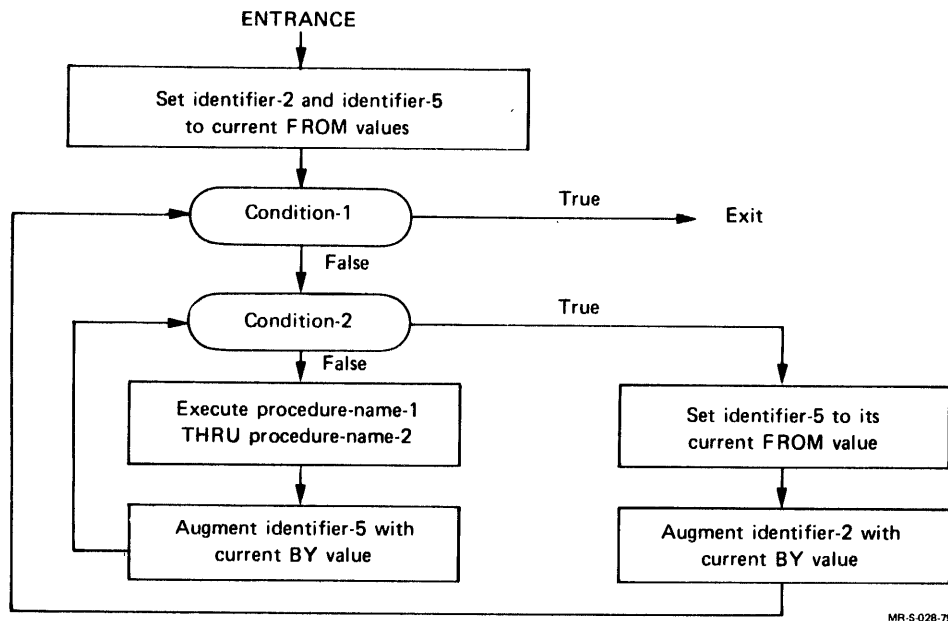 ENTRANCE
Set identifier-2 and identifier-5
to current FROM values
Condition-1
True
Exit
False
Condition-2
True
False
Execute procedure-name-1
THRU procedure-name-2
Set identifier-5 to its
current FROM value
Augment identifier-5 with
current BY value
Augment identifier-2 with
current BY value